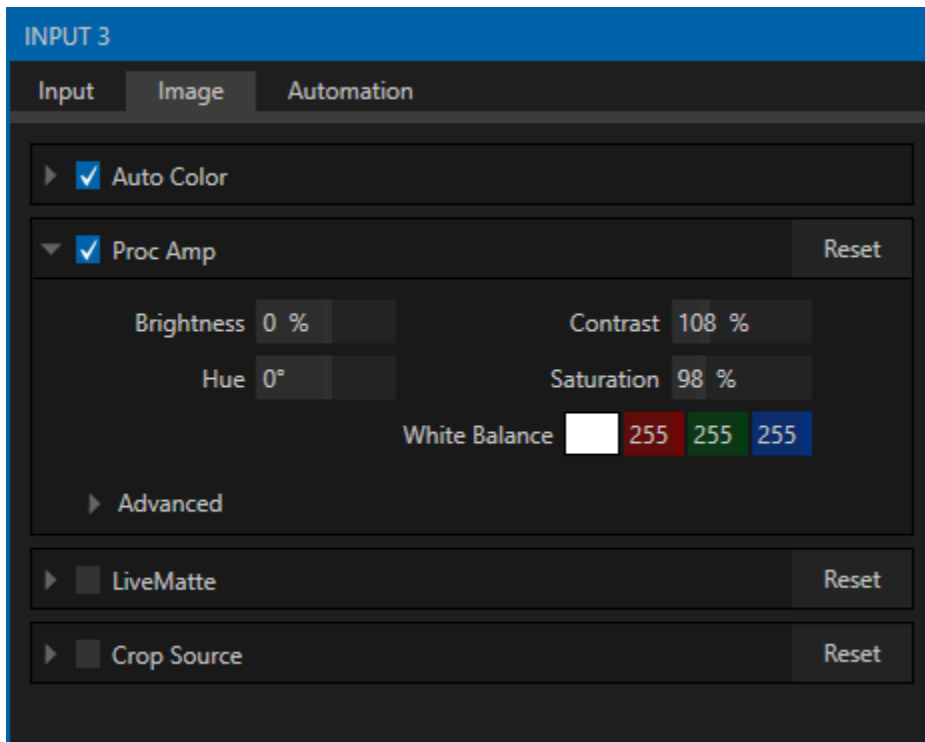 INPUT 3
Input Image Automation
Auto Color
Proc Amp Reset
Brightness 0 % Contrast 108 %
Hue 0° Saturation 98 %
White Balance 255 255 255
Advanced
LiveMatte Reset
Crop Source Reset